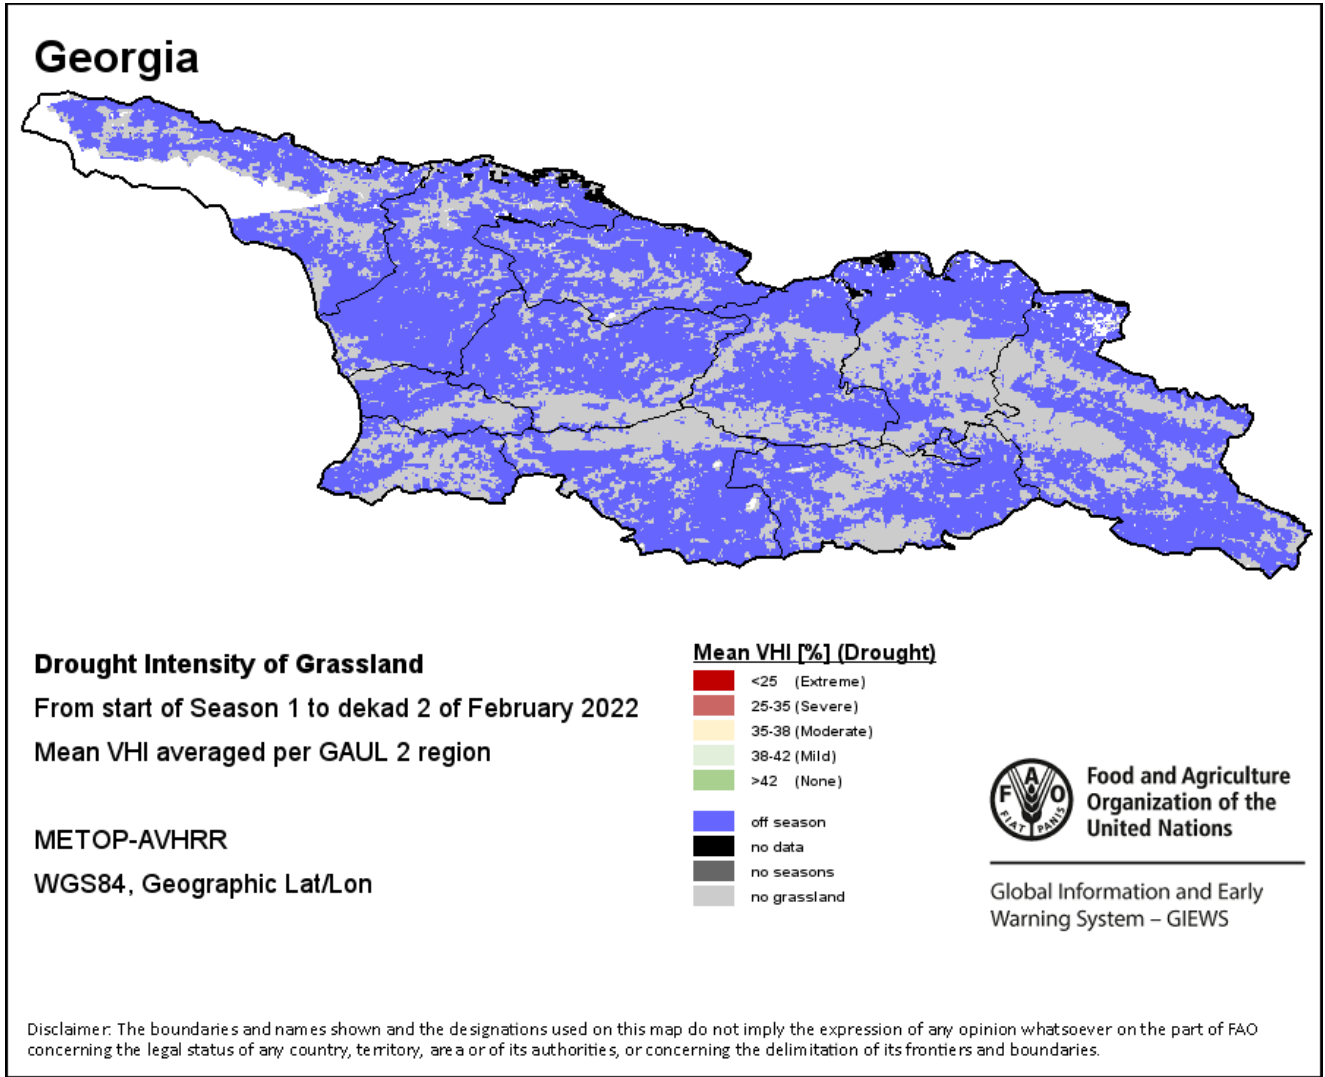 Georgia
Drought Intensity of Grassland
From start of Season 1 to dekad 2 of February 2022
Mean VHI averaged per GAUL 2 region
METOP-AVHRR
WGS84, Geographic Lat/Lon
Mean VHI [%] (Drought)
<25 (Extreme)
25-35 (Severe)
35-38 (Moderate)
38-42 (Mild)
>42 (None)
off season
no data
no seasons
no grassland
F A O
FIAT PANIS
Food and Agriculture
Organization of the
United Nations
Global Information and Early
Warning System – GIEWS
Disclaimer: The boundaries and names shown and the designations used on this map do not imply the expression of any opinion whatsoever on the part of FAO
concerning the legal status of any country, territory, area or of its authorities, or concerning the delimitation of its frontiers and boundaries.